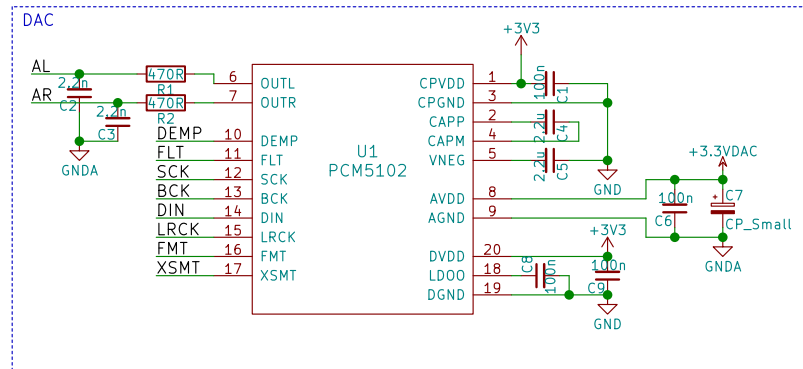 DAC
+3V3
AL
2.2n
C2
470R
R1
AR
2.2n
C3
470R
R2
6 OUTL
7 OUTR
DEMP 10 DEMP
FLT 11 FLT
SCK 12 SCK
BCK 13 BCK
DIN 14 DIN
LRCK 15 LRCK
FMT 16 FMT
XSMT 17 XSMT
GNDA
U1
PCM5102
CPVDD 1
CPGND 3
CAPP 2
CAPM 4
VNEG 5
AVDD 8
AGND 9
DVDD 20
LDOO 18
DGND 19
100n
C1
2.2u
C4
2.2u
C5
GND
+3.3VDAC
100n
C6
C7
+
CP_Small
GNDA
+3V3
C8
100n
100n
C9
GND